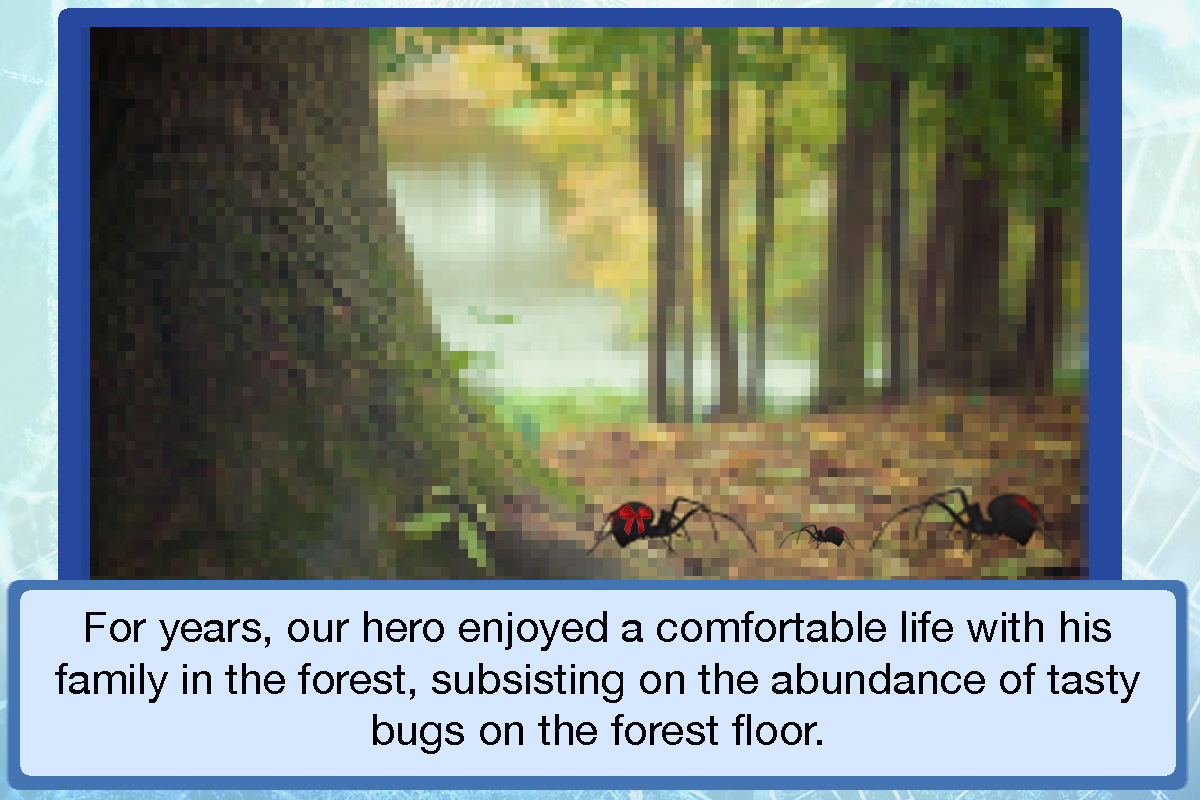 For years, our hero enjoyed a comfortable life with his
family in the forest, subsisting on the abundance of tasty
bugs on the forest floor.